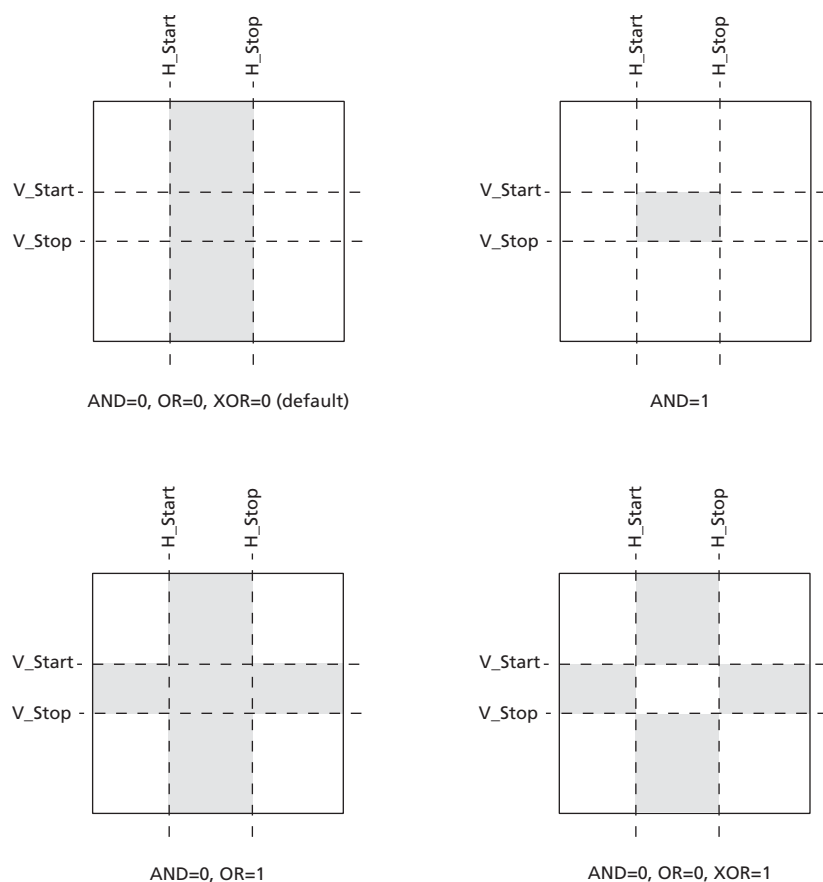 H_Start
H_Stop
V_Start
V_Stop
AND=0, OR=0, XOR=0 (default)
H_Start
H_Stop
V_Start
V_Stop
AND=1
H_Start
H_Stop
V_Start
V_Stop
AND=0, OR=1
H_Start
H_Stop
V_Start
V_Stop
AND=0, OR=0, XOR=1